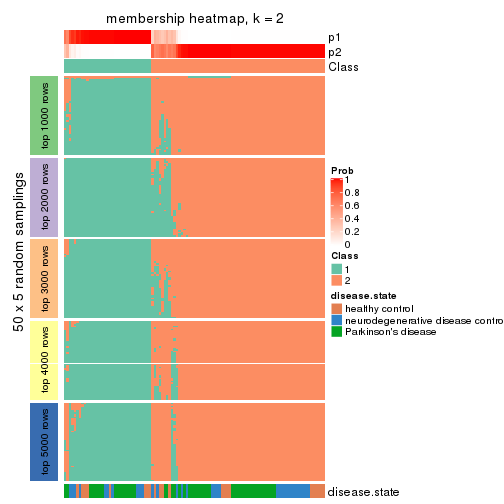 membership heatmap, k = 2
p1
p2
Class
50 x 5 random samplings
top 1000 rows
top 2000 rows
top 3000 rows
top 4000 rows
top 5000 rows
Prob
1
0.8
0.6
0.4
0.2
0
Class
1
2
disease.state
healthy control
neurodegenerative disease contro
Parkinson's disease
disease.state